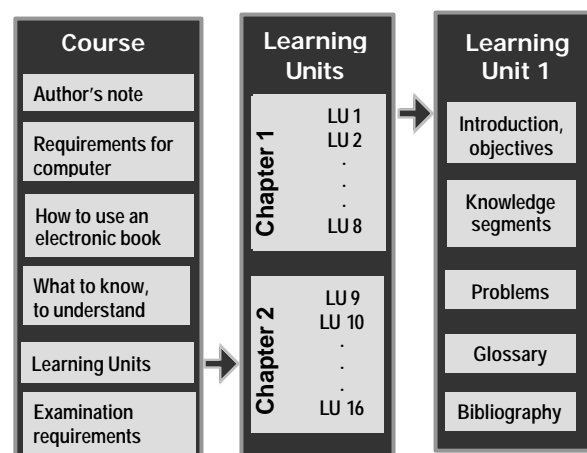 Course
Author's note
Requirements for
computer
How to use an
electronic book
What to know,
to understand
Learning Units
Examination
requirements
Learning
Units
Chapter 1
LU 1
LU 2
.
.
.
LU 8
Chapter 2
LU 9
LU 10
.
.
.
LU 16
Learning
Unit 1
Introduction,
objectives
Knowledge
segments
Problems
Glossary
Bibliography